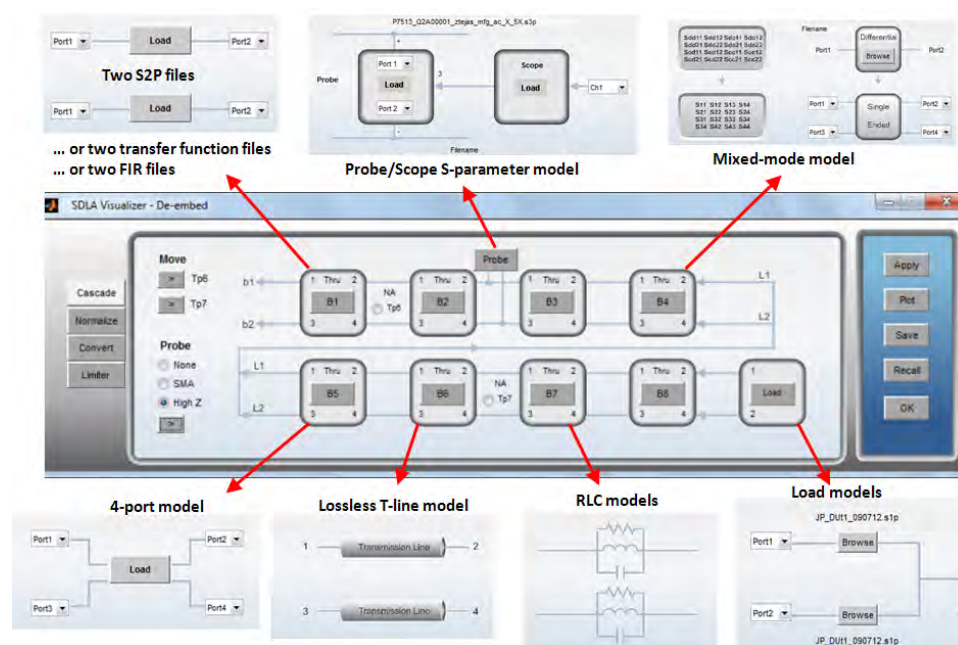 P7513_Q2A00001_ztejas_mfg_ac_X_5X.s3p
Port1 Load Port2
Two S2P files
Port1 Load Port2
... or two transfer function files
... or two FIR files
Probe
Port 1
Load
Port 2
3
Scope
Load
Ch1
Filename
Probe/Scope S-parameter model
Sdd11 Sdd12 Sdc11 Sdc12
Sdd21 Sdd22 Sdc21 Sdc22
Scd11 Scd12 Scc11 Scc12
Scd21 Scd22 Scc21 Scc22
S11 S12 S13 S14
S21 S22 S23 S24
S31 S32 S33 S34
S34 S42 S43 S44
Filename
Differential
Port1 Browse Port2
Port1 Single Port2
Port3 Ended Port4
Mixed-mode model
SDLA Visualizer - De-embed
Cascade
Normalize
Convert
Limiter
Move
> Tp6
> Tp7
Probe
None
SMA
High Z
>
Probe
b1 1 Thru 2 NA 1 Thru 2 1 Thru 2 1 Thru 2 L1
B1 Tp6 B2 B3 B4
b2 3 4 3 4 3 4 3 4 L2
L1 1 Thru 2 1 Thru 2 NA 1 Thru 2 1 Thru 2 1
B5 B6 Tp7 B7 B8 Load
L2 3 4 3 4 3 4 3 4 2
Apply
Plot
Save
Recall
OK
4-port model
Port1 Port2
Load
Port3 Port4
Lossless T-line model
1 Transmission Line 2
3 Transmission Line 4
RLC models
Load models
JP_DUt1_090712.s1p
Port1 Browse
Port2 Browse
JP_DUt1_090712.s1p